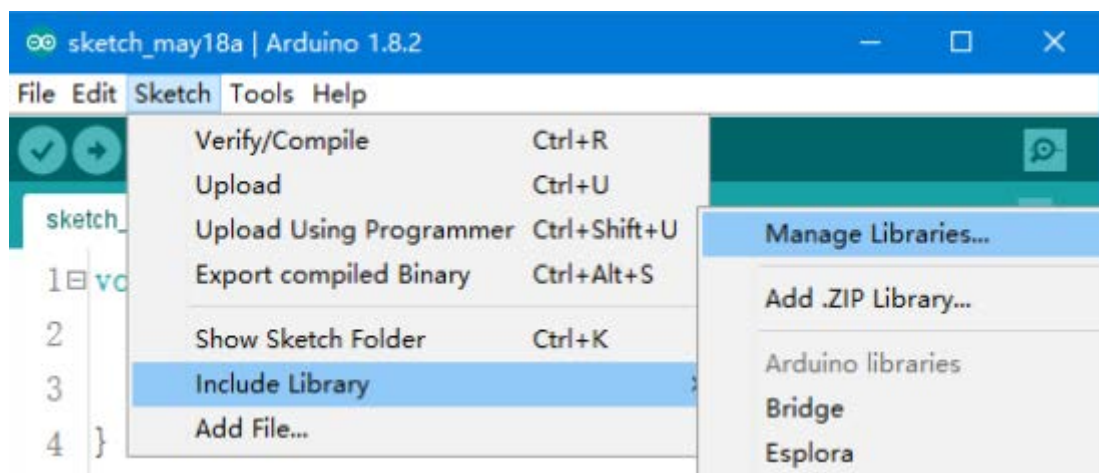 sketch_may18a | Arduino 1.8.2
File Edit Sketch Tools Help
Verify/Compile Ctrl+R
Upload Ctrl+U
sketch_
Upload Using Programmer Ctrl+Shift+U
Manage Libraries...
1 vo
Export compiled Binary Ctrl+Alt+S
Add .ZIP Library...
2
Show Sketch Folder Ctrl+K
Arduino libraries
3
Include Library
Bridge
4 }
Add File...
Esplora